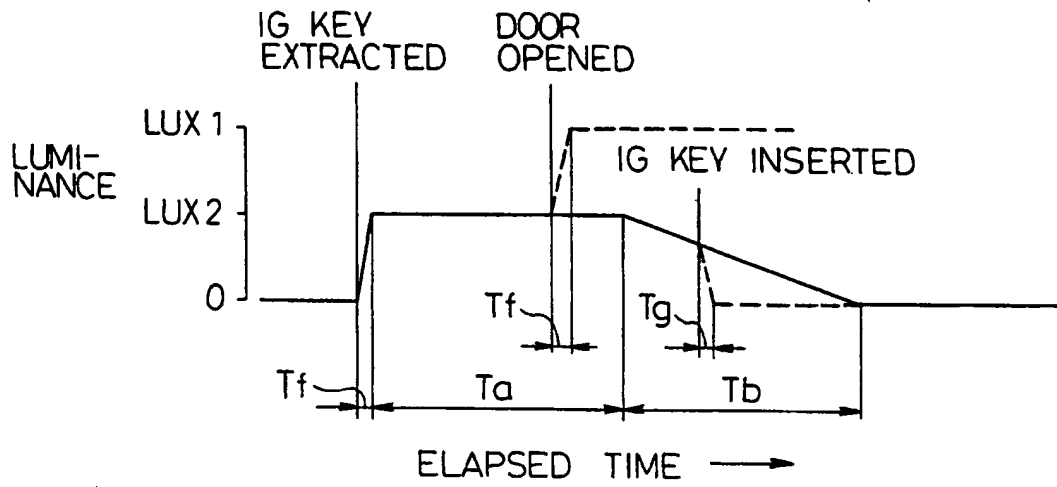 IG KEY
EXTRACTED
DOOR
OPENED
LUX 1
LUMI-
NANCE
IG KEY INSERTED
LUX 2
0
Tf
Tg
Tf
Ta
Tb
ELAPSED TIME